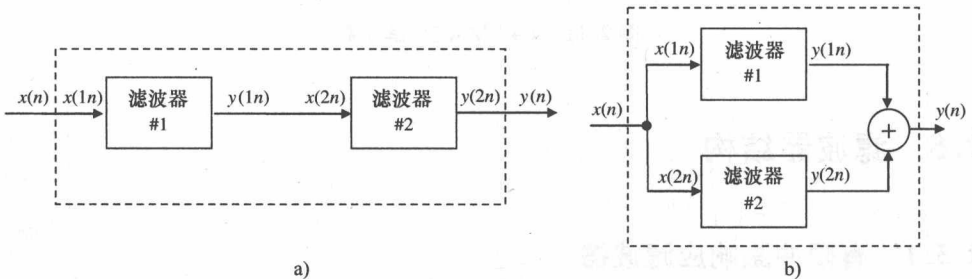 x(n)
x(1n)
滤波器
#1
y(1n)
x(2n)
滤波器
#2
y(2n)
y(n)
a)
x(n)
x(1n)
滤波器
#1
y(1n)
x(2n)
滤波器
#2
y(2n)
+
y(n)
b)